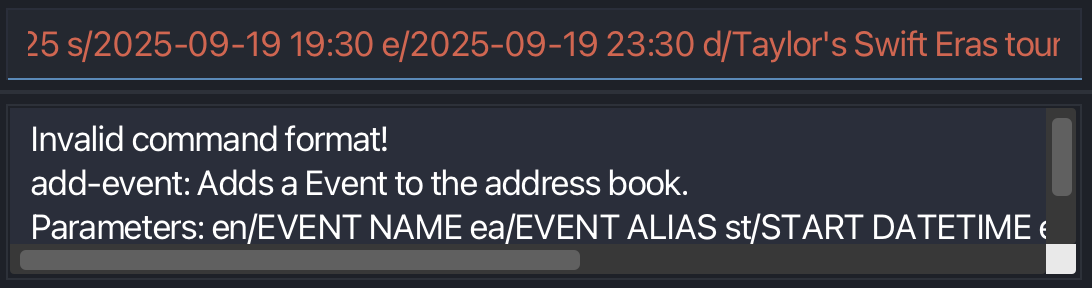 25 s/2025-09-19 19:30 e/2025-09-19 23:30 d/Taylor's Swift Eras tour
Invalid command format!
add-event: Adds a Event to the address book.
Parameters: en/EVENT NAME ea/EVENT ALIAS st/START DATETIME e